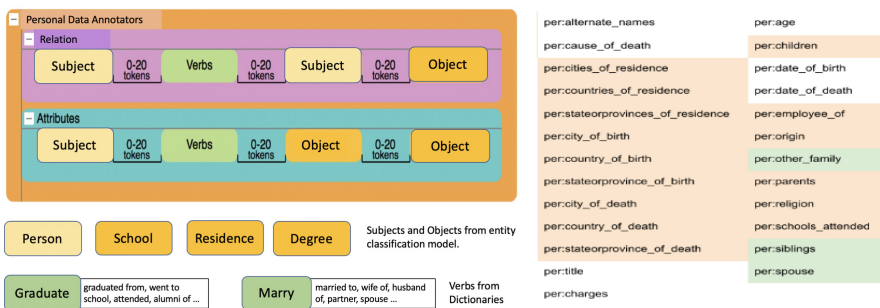 Personal Data Annotators
Relation
Subject 0-20 tokens Verbs 0-20 tokens Subject 0-20 tokens Object
Attributes
Subject 0-20 tokens Verbs 0-20 tokens Object 0-20 tokens Object
Person School Residence Degree
Subjects and Objects from entity
classification model.
Graduate
graduated from, went to
school, attended, alumni of ...
Marry
married to, wife of, husband
of, partner, spouse ...
Verbs from
Dictionaries
per:alternate_names per:age
per:cause_of_death per:children
per:cities_of_residence per:date_of_birth
per:countries_of_residence per:date_of_death
per:stateorprovinces_of_residence per:employee_of
per:city_of_birth per:origin
per:country_of_birth per:other_family
per:stateorprovince_of_birth per:parents
per:city_of_death per:religion
per:country_of_death per:schools_attended
per:stateorprovince_of_death per:siblings
per:title per:spouse
per:charges